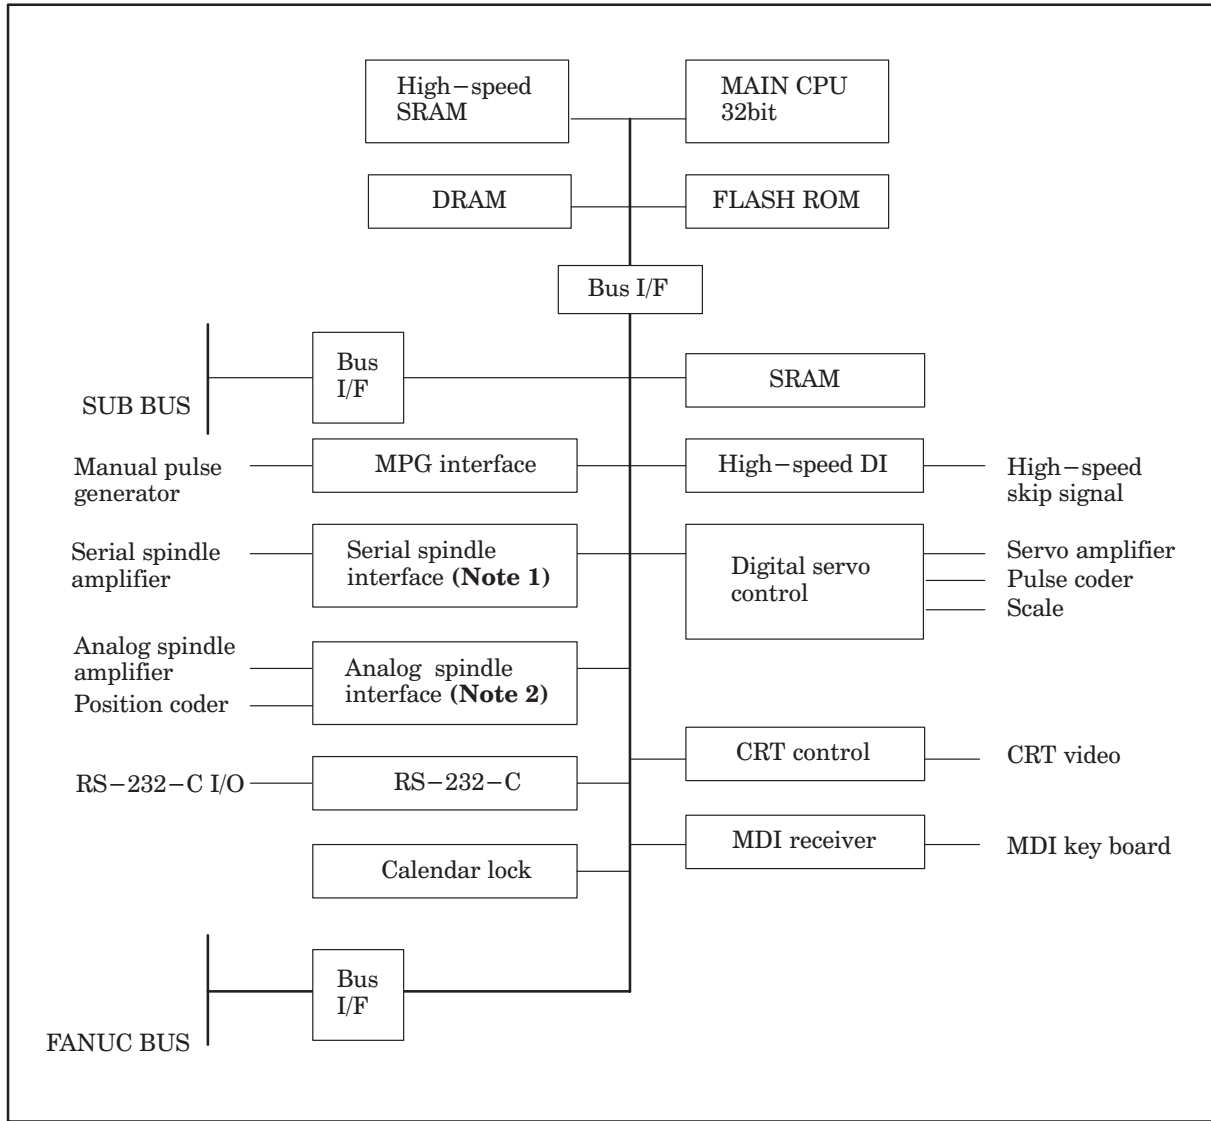 High−speed
SRAM
MAIN CPU
32bit
DRAM
FLASH ROM
Bus I/F
Bus
I/F
SRAM
SUB BUS
Manual pulse
generator
MPG interface
High−speed DI
High−speed
skip signal
Serial spindle
amplifier
Serial spindle
interface (Note 1)
Digital servo
control
Servo amplifier
Pulse coder
Scale
Analog spindle
amplifier
Position coder
Analog spindle
interface (Note 2)
CRT control
CRT video
RS−232−C I/O
RS−232−C
MDI receiver
MDI key board
Calendar lock
Bus
I/F
FANUC BUS